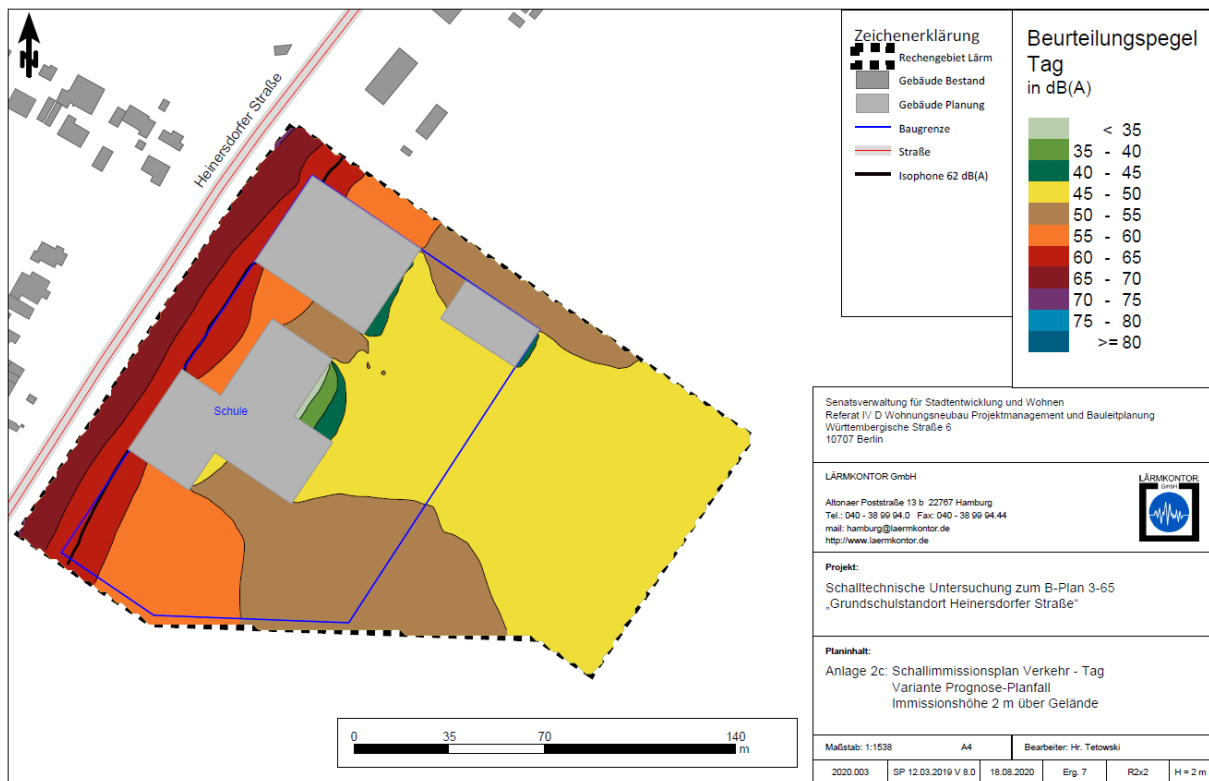 N
Heinersdorfer Straße
Schule
0 35 70 140
m
Zeichenerklärung
Rechengebiet Lärm
Gebäude Bestand
Gebäude Planung
Baugrenze
Straße
Isophone 62 dB(A)
Beurteilungspegel
Tag
in dB(A)
< 35
35 - 40
40 - 45
45 - 50
50 - 55
55 - 60
60 - 65
65 - 70
70 - 75
75 - 80
>= 80
Senatsverwaltung für Stadtentwicklung und Wohnen
Referat IV D Wohnungsneubau Projektmanagement und Bauleitplanung
Württembergische Straße 6
10707 Berlin
LÄRMKONTOR GmbH
Altonaer Poststraße 13 b 22767 Hamburg
Tel.: 040 - 38 99 94.0 Fax: 040 - 38 99 94.44
mail: hamburg@laermkontor.de
http://www.laermkontor.de
LÄRMKONTOR
GmbH
Projekt:
Schalltechnische Untersuchung zum B-Plan 3-65
„Grundschulstandort Heinersdorfer Straße“
Planinhalt:
Anlage 2c: Schallimmissionsplan Verkehr - Tag
Variante Prognose-Planfall
Immissionshöhe 2 m über Gelände
Maßstab: 1:1538 A4 Bearbeiter: Hr. Tetowski
2020.003 SP 12.03.2019 V 8.0 18.08.2020 Erg. 7 R2x2 H = 2 m